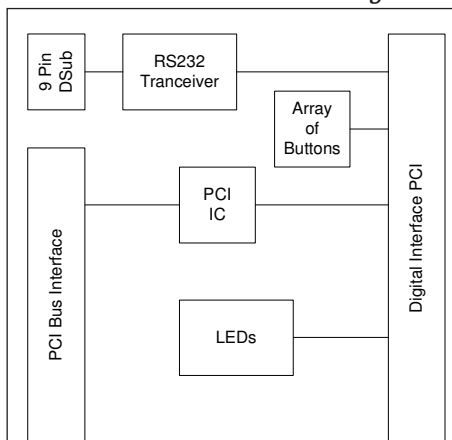 9 Pin
DSub
RS232
Tranceiver
Array
of
Buttons
PCI
IC
PCI Bus Interface
Digital Interface PCI
LEDs